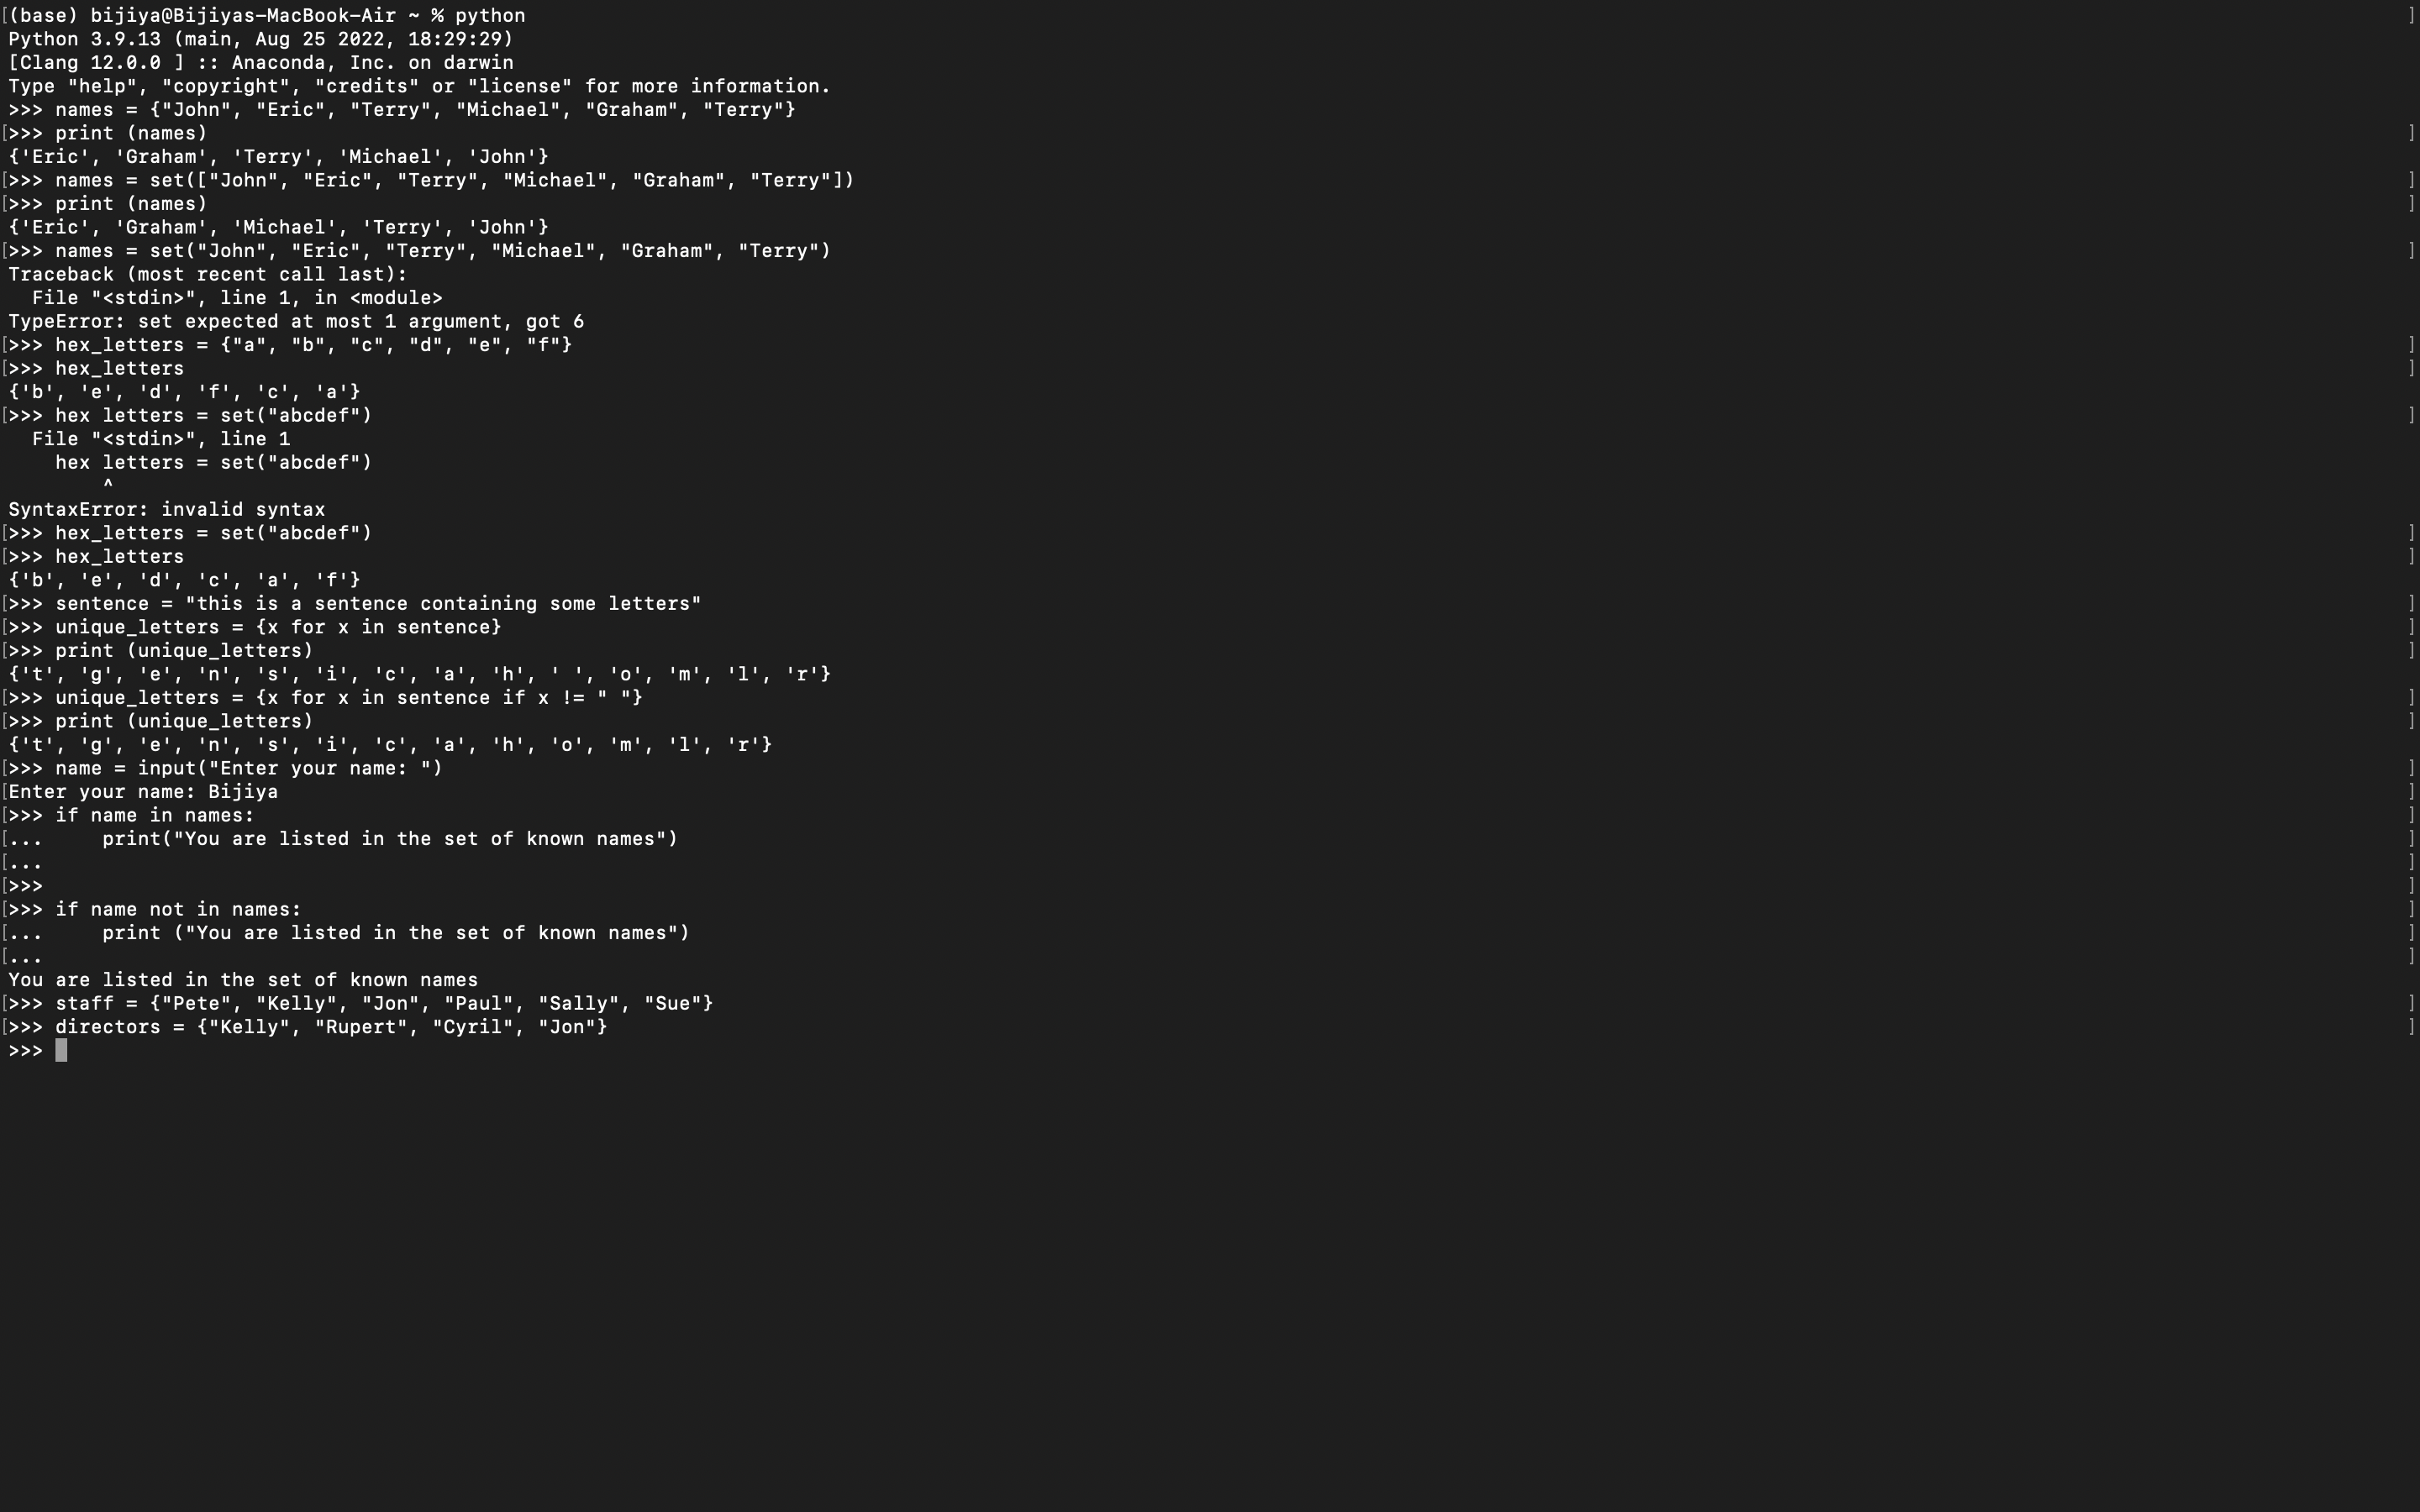 [(base) bijiya@Bijiyas-MacBook-Air ~ % python ]
Python 3.9.13 (main, Aug 25 2022, 18:29:29)
[Clang 12.0.0 ] :: Anaconda, Inc. on darwin
Type "help", "copyright", "credits" or "license" for more information.
>>> names = {"John", "Eric", "Terry", "Michael", "Graham", "Terry"}
[>>> print (names) ]
{'Eric', 'Graham', 'Terry', 'Michael', 'John'}
[>>> names = set(["John", "Eric", "Terry", "Michael", "Graham", "Terry"]) ]
[>>> print (names) ]
{'Eric', 'Graham', 'Michael', 'Terry', 'John'}
[>>> names = set("John", "Eric", "Terry", "Michael", "Graham", "Terry") ]
Traceback (most recent call last):
  File "<stdin>", line 1, in <module>
TypeError: set expected at most 1 argument, got 6
[>>> hex_letters = {"a", "b", "c", "d", "e", "f"} ]
[>>> hex_letters ]
{'b', 'e', 'd', 'f', 'c', 'a'}
[>>> hex letters = set("abcdef") ]
  File "<stdin>", line 1
    hex letters = set("abcdef")
        ^
SyntaxError: invalid syntax
[>>> hex_letters = set("abcdef") ]
[>>> hex_letters ]
{'b', 'e', 'd', 'c', 'a', 'f'}
[>>> sentence = "this is a sentence containing some letters" ]
[>>> unique_letters = {x for x in sentence} ]
[>>> print (unique_letters) ]
{'t', 'g', 'e', 'n', 's', 'i', 'c', 'a', 'h', ' ', 'o', 'm', 'l', 'r'}
[>>> unique_letters = {x for x in sentence if x != " "} ]
[>>> print (unique_letters) ]
{'t', 'g', 'e', 'n', 's', 'i', 'c', 'a', 'h', 'o', 'm', 'l', 'r'}
[>>> name = input("Enter your name: ") ]
[Enter your name: Bijiya ]
[>>> if name in names: ]
[...     print("You are listed in the set of known names") ]
[... ]
[>>> ]
[>>> if name not in names: ]
[...     print ("You are listed in the set of known names") ]
[... ]
You are listed in the set of known names
[>>> staff = {"Pete", "Kelly", "Jon", "Paul", "Sally", "Sue"} ]
[>>> directors = {"Kelly", "Rupert", "Cyril", "Jon"} ]
>>>